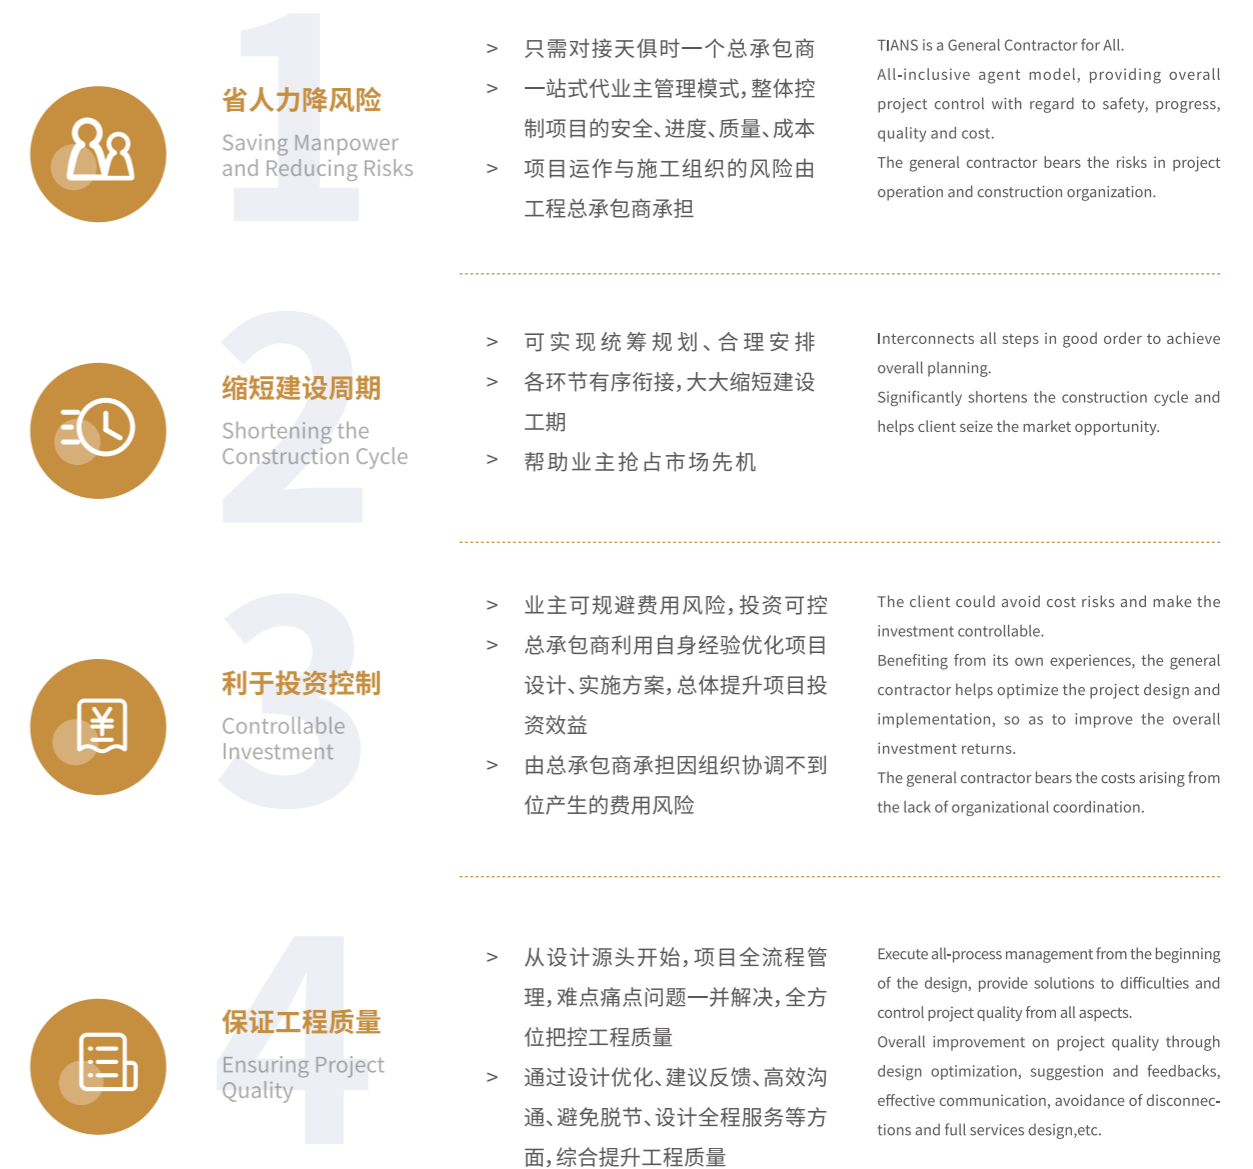 1
省人力降风险
Saving Manpower
and Reducing Risks
> 只需对接天俱时一个总承包商
> 一站式代业主管理模式,整体控
制项目的安全、进度、质量、成本
> 项目运作与施工组织的风险由
工程总承包商承担
TIANS is a General Contractor for All.
All-inclusive agent model, providing overall
project control with regard to safety, progress,
quality and cost.
The general contractor bears the risks in project
operation and construction organization.
2
缩短建设周期
Shortening the
Construction Cycle
> 可实现统筹规划、合理安排
> 各环节有序衔接,大大缩短建设
工期
> 帮助业主抢占市场先机
Interconnects all steps in good order to achieve
overall planning.
Significantly shortens the construction cycle and
helps client seize the market opportunity.
3
¥
利于投资控制
Controllable
Investment
> 业主可规避费用风险,投资可控
> 总承包商利用自身经验优化项目
设计、实施方案,总体提升项目投
资效益
> 由总承包商承担因组织协调不到
位产生的费用风险
The client could avoid cost risks and make the
investment controllable.
Benefiting from its own experiences, the general
contractor helps optimize the project design and
implementation, so as to improve the overall
investment returns.
The general contractor bears the costs arising from
the lack of organizational coordination.
4
保证工程质量
Ensuring Project
Quality
> 从设计源头开始,项目全流程管
理,难点痛点问题一并解决,全方
位把控工程质量
> 通过设计优化、建议反馈、高效沟
通、避免脱节、设计全程服务等方
面,综合提升工程质量
Execute all-process management from the beginning
of the design, provide solutions to difficulties and
control project quality from all aspects.
Overall improvement on project quality through
design optimization, suggestion and feedbacks,
effective communication, avoidance of disconnec-
tions and full services design,etc.